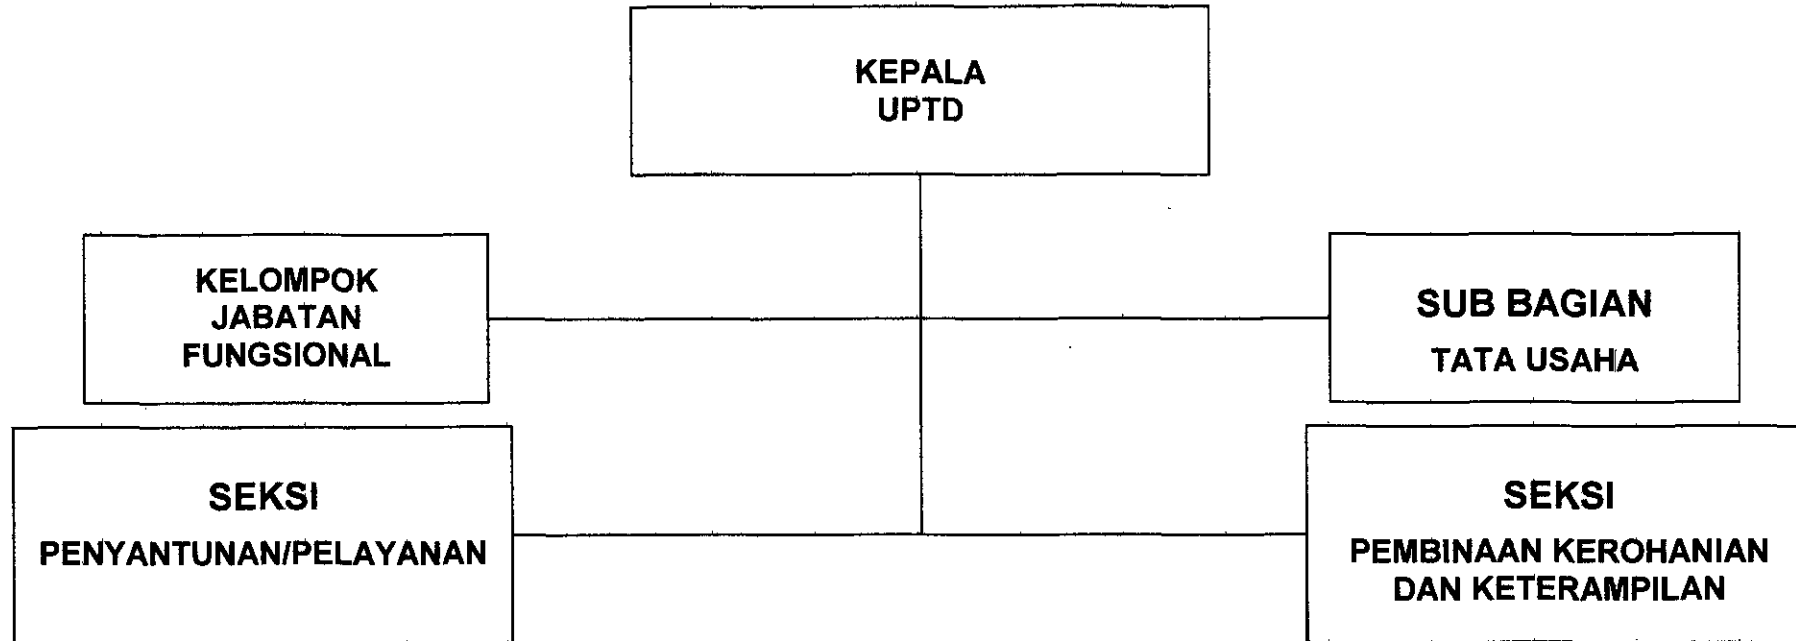 KEPALA
UPTD
KELOMPOK
JABATAN
FUNGSIONAL
SUB BAGIAN
TATA USAHA
SEKSI
PENYANTUNAN/PELAYANAN
SEKSI
PEMBINAAN KEROHANIAN
DAN KETERAMPILAN